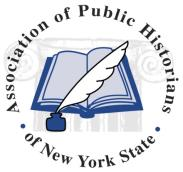 Association of Public Historians
of New York State